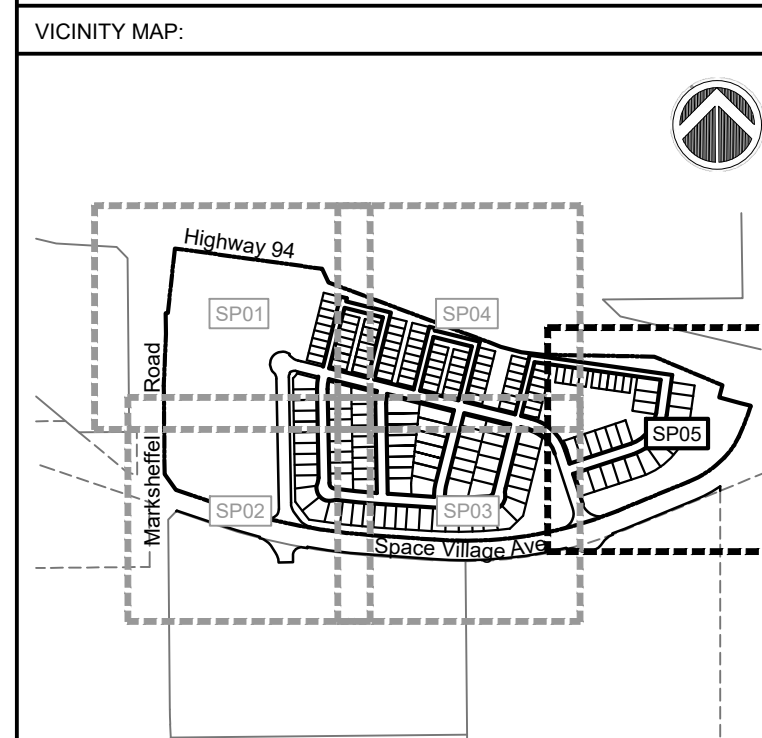 VICINITY MAP:
Highway 94
SP01
SP04
Marksheffel Road
SP05
SP02
SP03
Space Village Ave